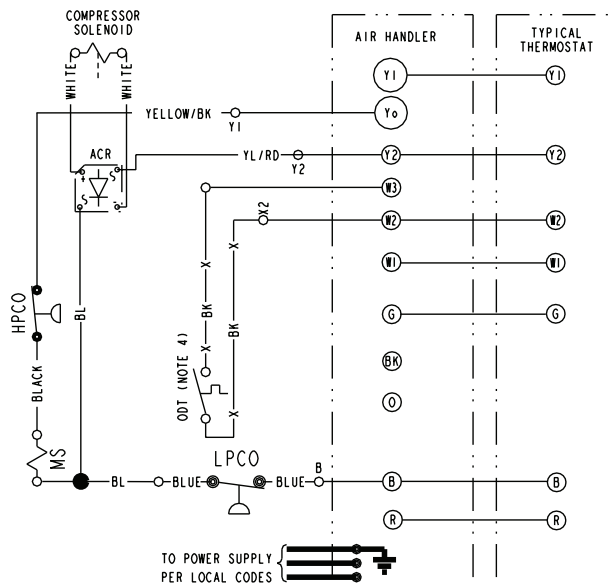 COMPRESSOR
SOLENOID
WHITE
WHITE
AIR HANDLER
TYPICAL
THERMOSTAT
Y1
Y1
YELLOW/BK
Y1
Yo
ACR
YL/RD
Y2
Y2
Y2
W3
X2
W2
W2
X
X
W1
W1
HPCO
BL
BK
BK
G
G
ODT (NOTE 4)
X
X
BK
BLACK
O
MS
LPCO
BL
BLUE
BLUE
B
B
B
R
R
TO POWER SUPPLY
PER LOCAL CODES